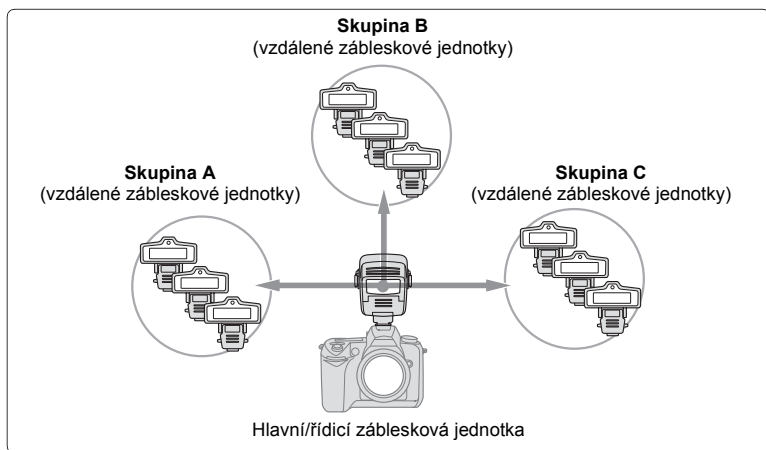 Skupina B
(vzdálené zábleskové jednotky)
Skupina A
(vzdálené zábleskové jednotky)
Skupina C
(vzdálené zábleskové jednotky)
Hlavní/řídicí záblesková jednotka